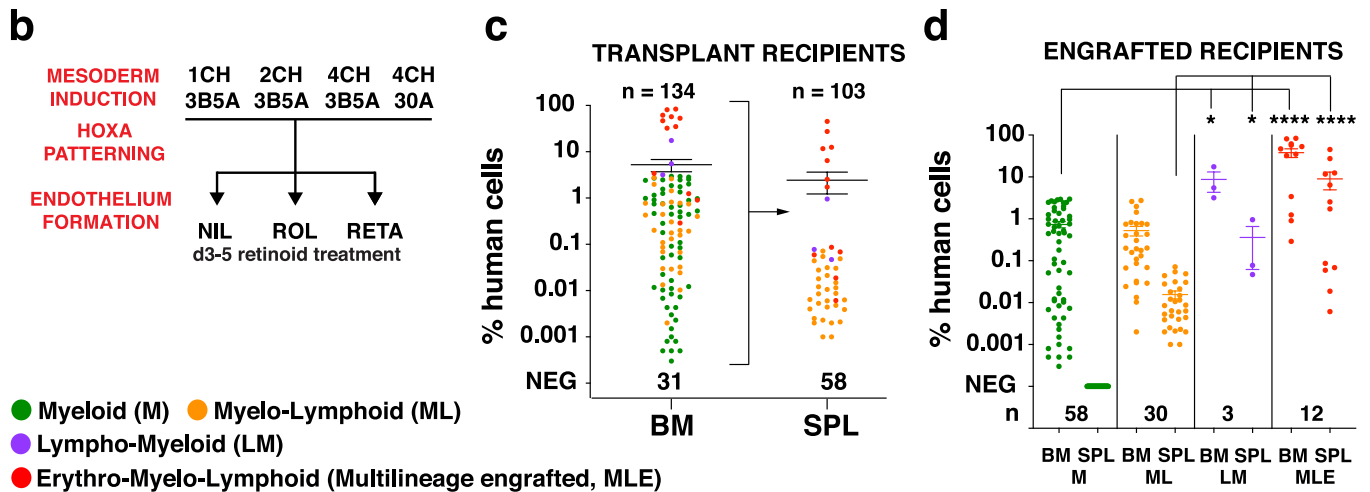 b
MESODERM INDUCTION
1CH 2CH 4CH 4CH
3B5A 3B5A 3B5A 30A
HOXA PATTERNING
ENDOTHELIUM FORMATION
NIL ROL RETA
d3-5 retinoid treatment
Myeloid (M) Myelo-Lymphoid (ML)
Lympho-Myeloid (LM)
Erythro-Myelo-Lymphoid (Multilineage engrafted, MLE)
c
TRANSPLANT RECIPIENTS
n = 134 n = 103
% human cells
100
10
1
0.1
0.01
0.001
NEG 31 58
BM SPL
d
ENGRAFTED RECIPIENTS
* * **** ****
% human cells
100
10
1
0.1
0.01
0.001
NEG
n 58 30 3 12
BM SPL BM SPL BM SPL BM SPL
M ML LM MLE